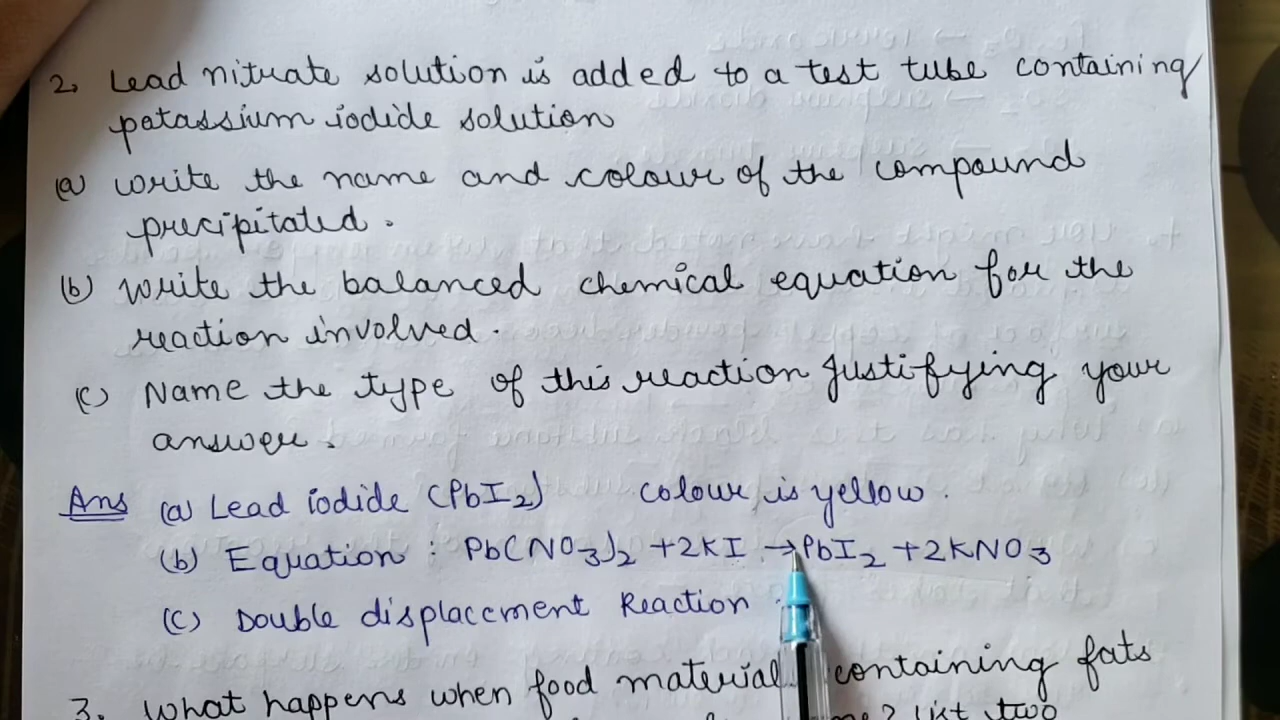 2. Lead nitrate solution is added to a test tube containing
potassium iodide solution
(a) write the name and colour of the compound
precipitated.
(b) write the balanced chemical equation for the
reaction involved.
(c) Name the type of this reaction justifying your
answer.
Ans (a) Lead iodide (PbI2) colour is yellow.
(b) Equation : Pb(NO3)2 +2KI → PbI2 +2KNO3
(c) Double displacement Reaction.
3. What happens when food material containing fats
? list two